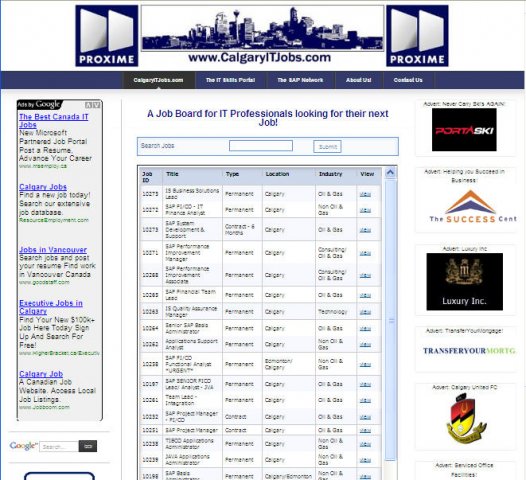 PROXIME
www.CalgaryITJobs.com
PROXIME
CalgaryITJobs.com
The IT Skills Portal
The SAP Network
About Us!
Contact Us
Ads by Google
The Best Canada IT
Jobs
New Microsoft
Partnered Job Portal
Post a Resume,
Advance Your Career
www.msemploy.ca
Calgary Jobs
Find a new job today!
Search our extensive
job database.
ResourceEmployment.com
Jobs in Vancouver
Search jobs and post
your resume Find work
in Vancouver Canada
www.goodstaff.com
Executive Jobs in
Calgary
Find Your New $100k+
Job Here Today Sign
Up And Search For
Free!
www.HigherBracket.ca/Executiv
Calgary Job
A Canadian Job
Website. Access Local
Job Listings.
www.Jobboom.com
Google Search... GO!
A Job Board for IT Professionals looking for their next
Job!
Search Jobs
Submit
Job ID Title Type Location Industry View
10275 IS Business Solutions Lead Permanent Calgary Oil & Gas view
10272 SAP FI/CO - IT Finance Analyst Permanent Calgary Non Oil & Gas view
10273 SAP System Development & Support Contract - 6 Months Calgary Oil & Gas view
10271 SAP Performance Improvement Manager Permanent Calgary Consulting/ Oil & Gas view
10268 SAP Performance Improvement Associate Permanent Calgary Consulting/ Oil & Gas view
SAP Financial Team Lead Permanent Calgary Oil & Gas view
IS Quality Assurance Manager Permanent Calgary Technology view
10264 Senior SAP Basis Administrator Permanent Calgary Oil & Gas view
10262 Applications Support Analyst Permanent Calgary Non Oil & Gas view
SAP FI/CO Functional Analyst *URGENT* Permanent Edmonton/ Calgary Non Oil & Gas view
10197 SAP SENIOR FICO Lead/ Analyst - JVA Permanent Calgary Oil & Gas view
10261 Team Lead - Integration Permanent Calgary Oil & Gas view
10252 SAP Project Manager - FI/CO Contract Calgary Oil & Gas view
10251 SAP Project Manager Contract Calgary Oil & Gas view
TIBCO Applications Administrator Permanent Calgary Non Oil & Gas view
10239 JAVA Applications Administrator Permanent Calgary Non Oil & Gas view
10198 SAP Basis Administrator Permanent Calgary/Edmonton Non Oil & Gas view
Advert: Never Carry Skis AGAIN!
PORTASKI
Advert: Helping you Succeed in
Business:
The SUCCESS Cent
Advert: Luxury Inc
Luxury Inc.
Advert: TransferYourMortgage:
TRANSFERYOURMORTG
Advert: Calgary United FC
Advert: Serviced Office
Facilities: